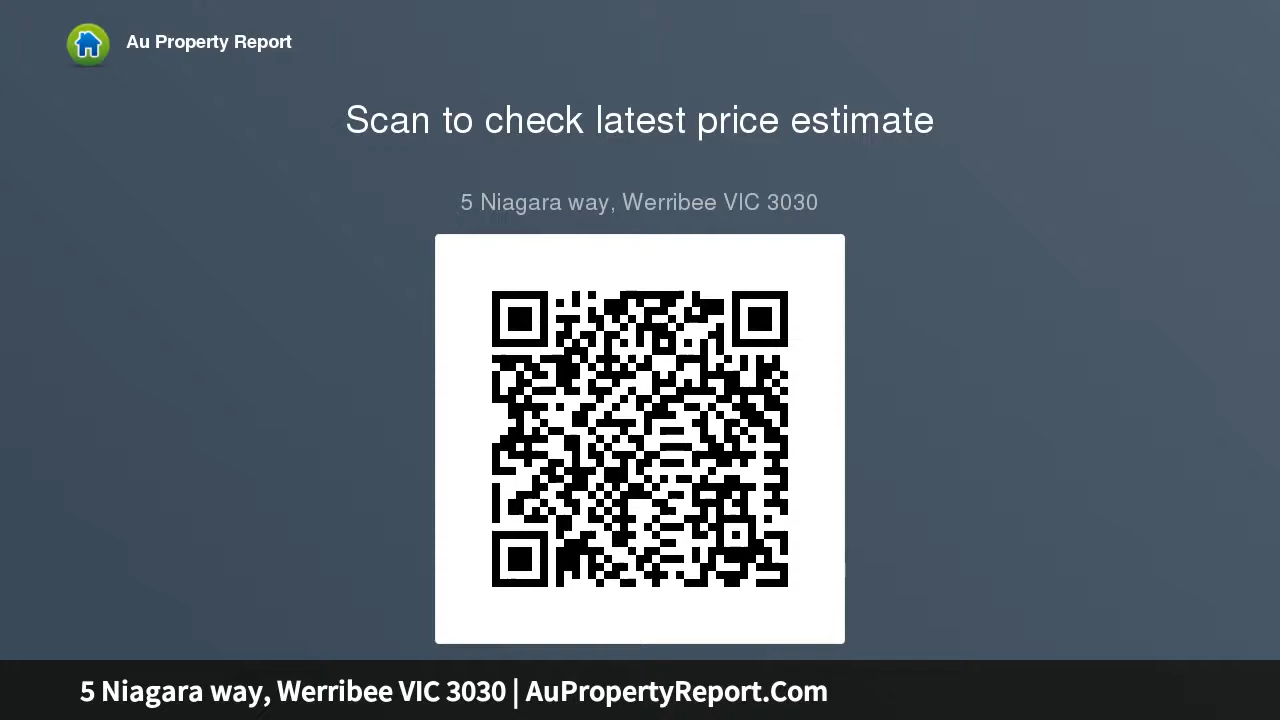 Au Property Report
Scan to check latest price estimate
5 Niagara way, Werribee VIC 3030
5 Niagara way, Werribee VIC 3030 | AuPropertyReport.Com